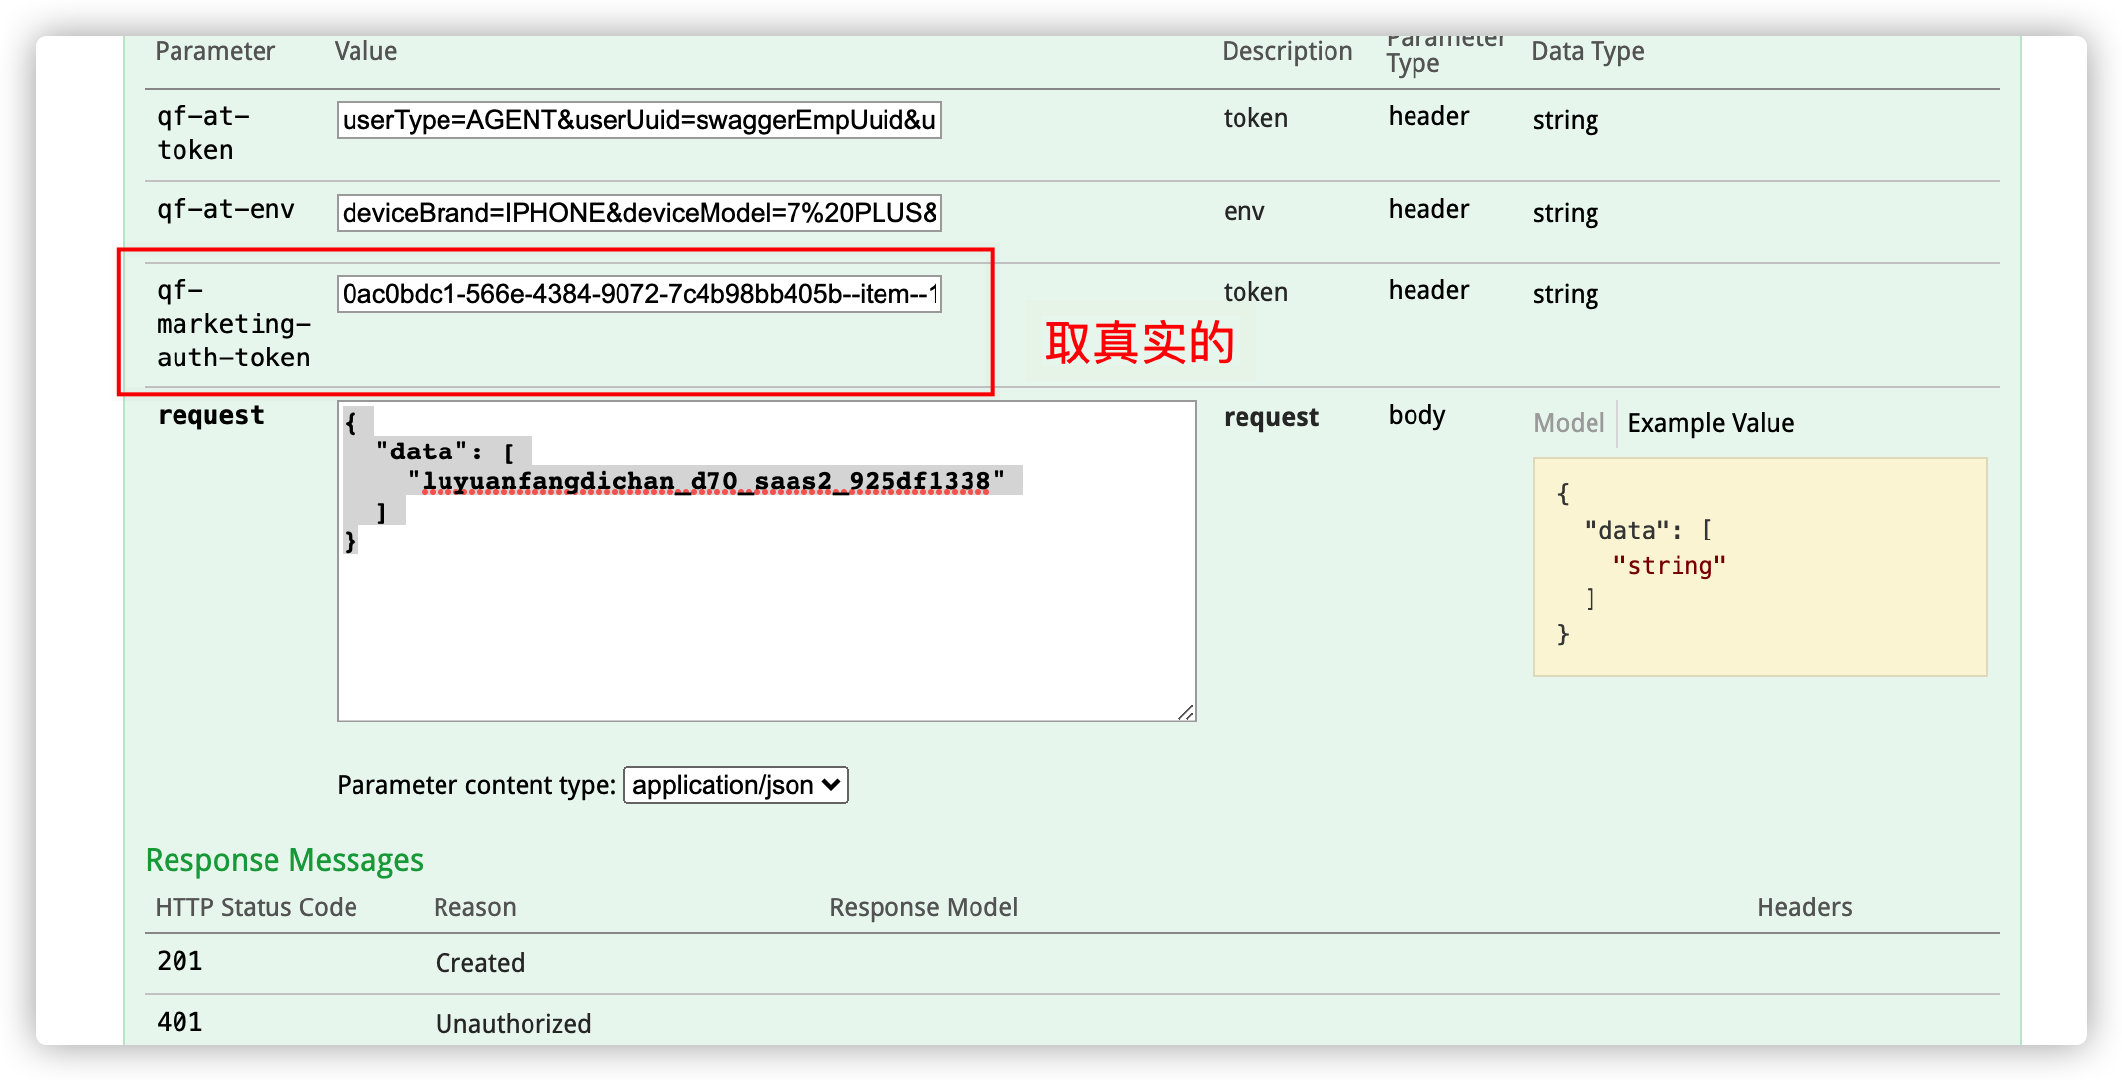 Parameter Value Description Parameter Type Data Type
qf-at-token userType=AGENT&userUuid=swaggerEmpUuid&u token header string
qf-at-env deviceBrand=IPHONE&deviceModel=7%20PLUS& env header string
qf-marketing-auth-token 0ac0bdc1-566e-4384-9072-7c4b98bb405b--item--1 token header string
取真实的
request
{
"data": [
"luyuanfangdichan_d70_saas2_925df1338"
]
}
request body Model Example Value
{
"data": [
"string"
]
}
Parameter content type: application/json
Response Messages
HTTP Status Code Reason Response Model Headers
201 Created
401 Unauthorized